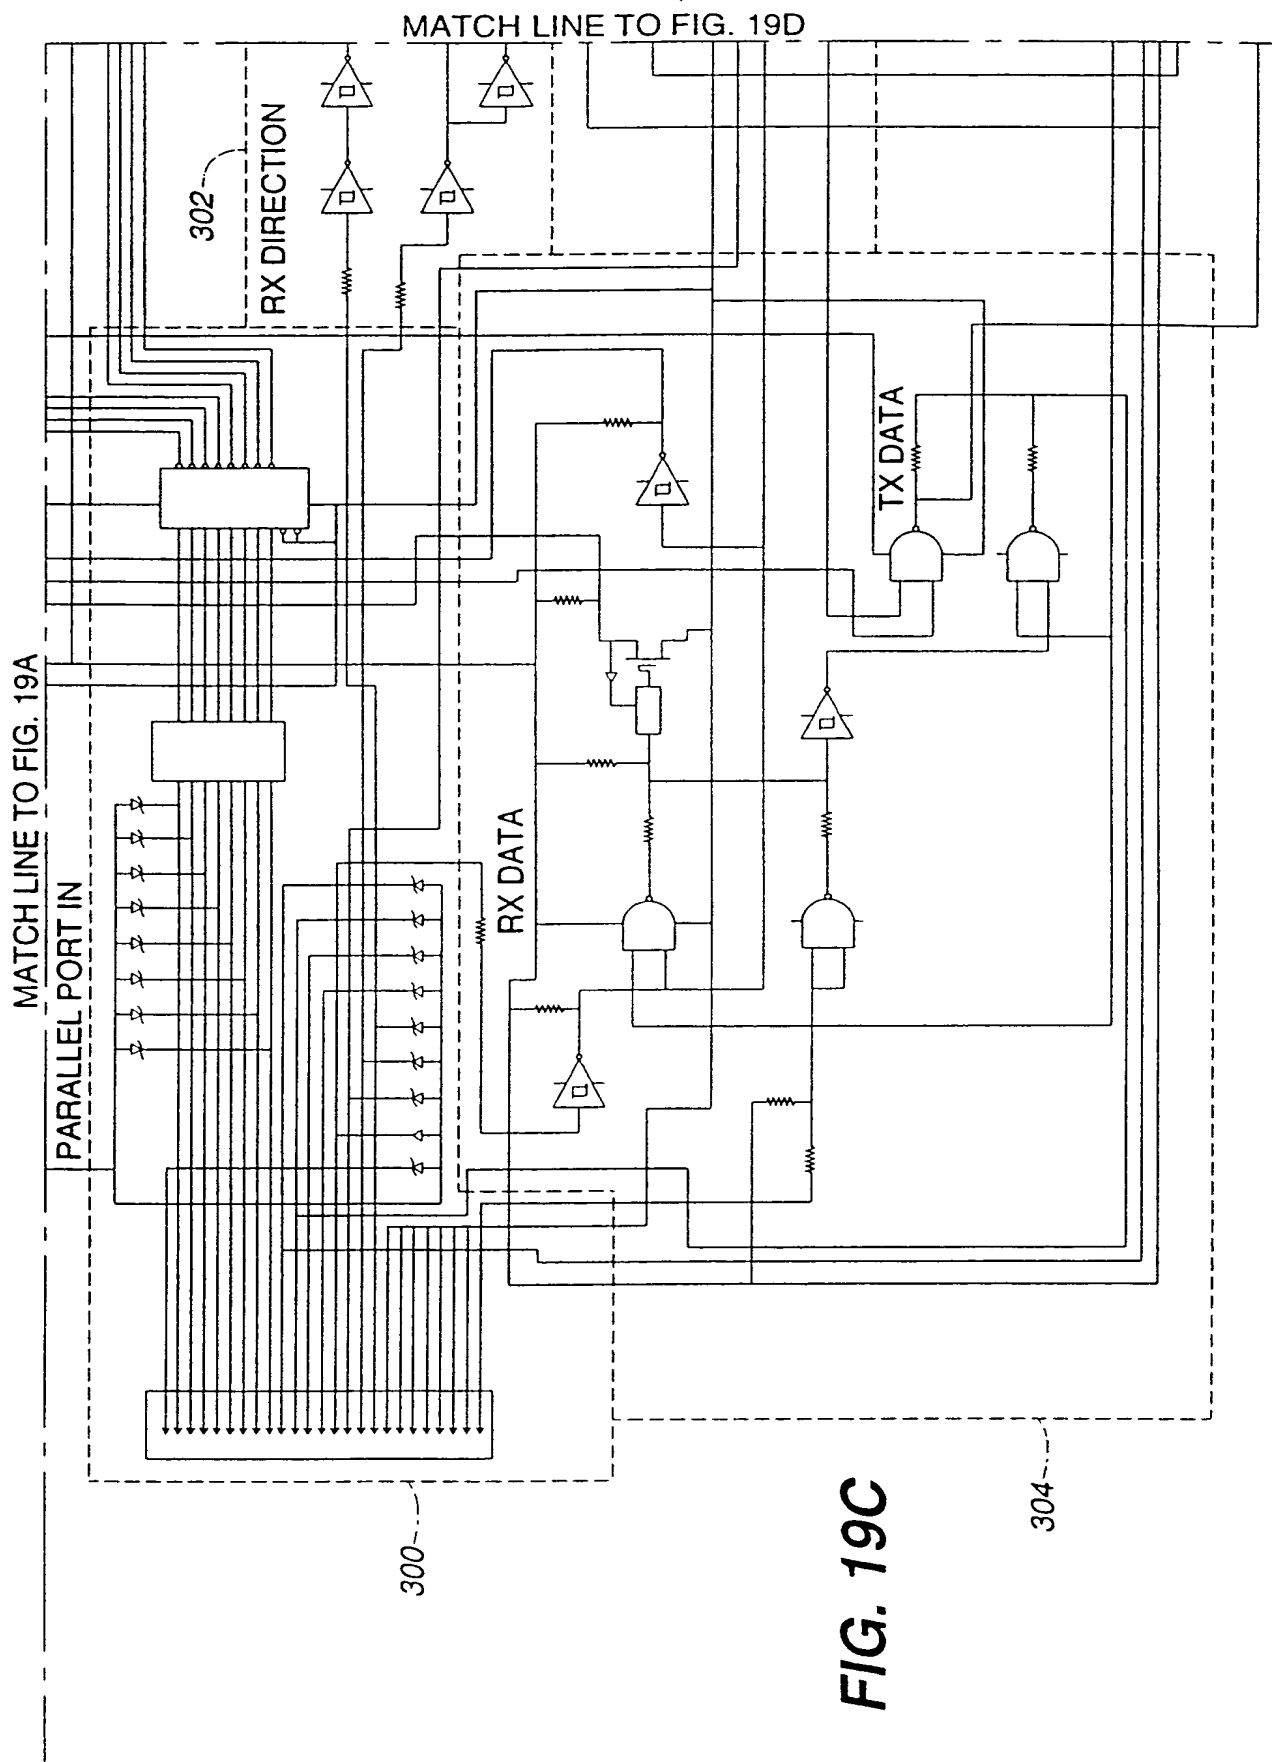 MATCH LINE TO FIG. 19D
MATCH LINE TO FIG. 19A
PARALLEL PORT IN
302
RX DIRECTION
RX DATA
TX DATA
300
304
FIG. 19C